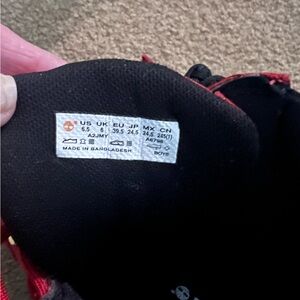 US UK EU JP MX CN
6.5 6 39.5 24.5 24.5 245(1)
A2JMY A6798
MADE IN BANGLADESH BOYS